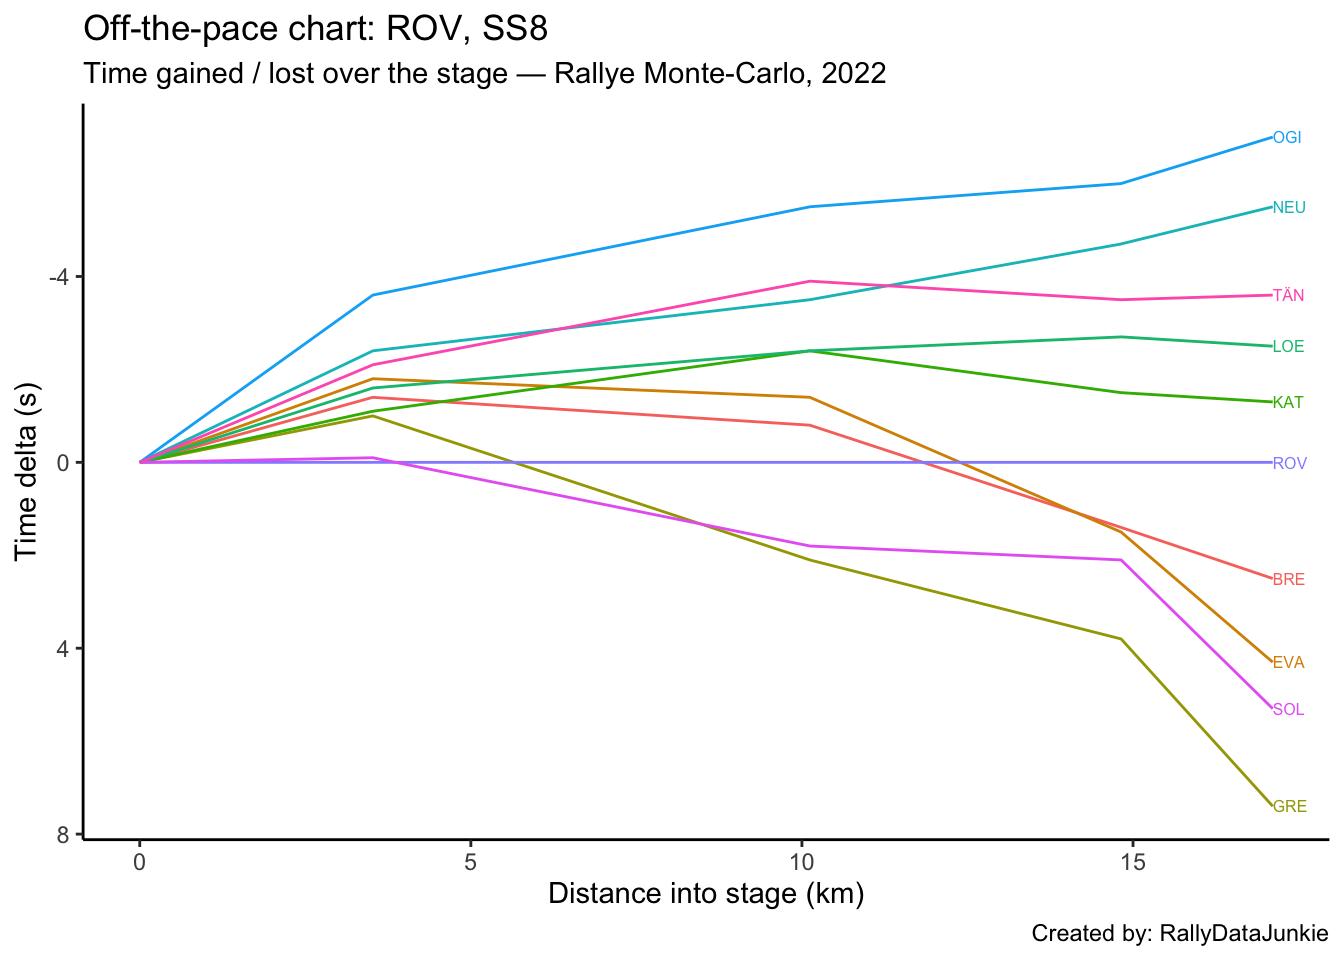 Off-the-pace chart: ROV, SS8
Time gained / lost over the stage — Rallye Monte-Carlo, 2022
OGI
NEU
-4
TÄN
LOE
KAT
0
ROV
BRE
4
EVA
SOL
GRE
8
Time delta (s)
0 5 10 15
Distance into stage (km)
Created by: RallyDataJunkie